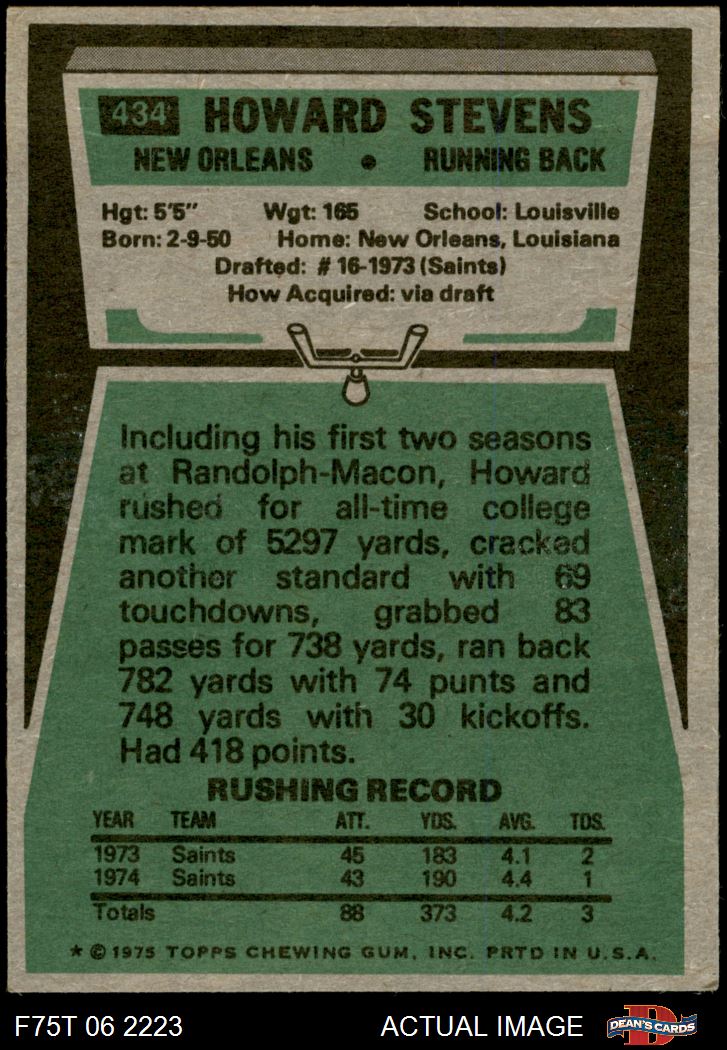 434 HOWARD STEVENS
NEW ORLEANS • RUNNING BACK
Hgt: 5'5" Wgt: 165 School: Louisville
Born: 2-9-50 Home: New Orleans, Louisiana
Drafted: #16-1973 (Saints)
How Acquired: via draft
Including his first two seasons
at Randolph-Macon, Howard
rushed for all-time college
mark of 5297 yards, cracked
another standard with 69
touchdowns, grabbed 83
passes for 738 yards, ran back
782 yards with 74 punts and
748 yards with 30 kickoffs.
Had 418 points.
RUSHING RECORD
YEAR TEAM ATT. YDS. AVG. TDS.
1973 Saints 45 183 4.1 2
1974 Saints 43 190 4.4 1
Totals 88 373 4.2 3
* © 1975 TOPPS CHEWING GUM, INC. PRTD IN U.S.A.
F75T 06 2223 ACTUAL IMAGE DEAN'S CARDS